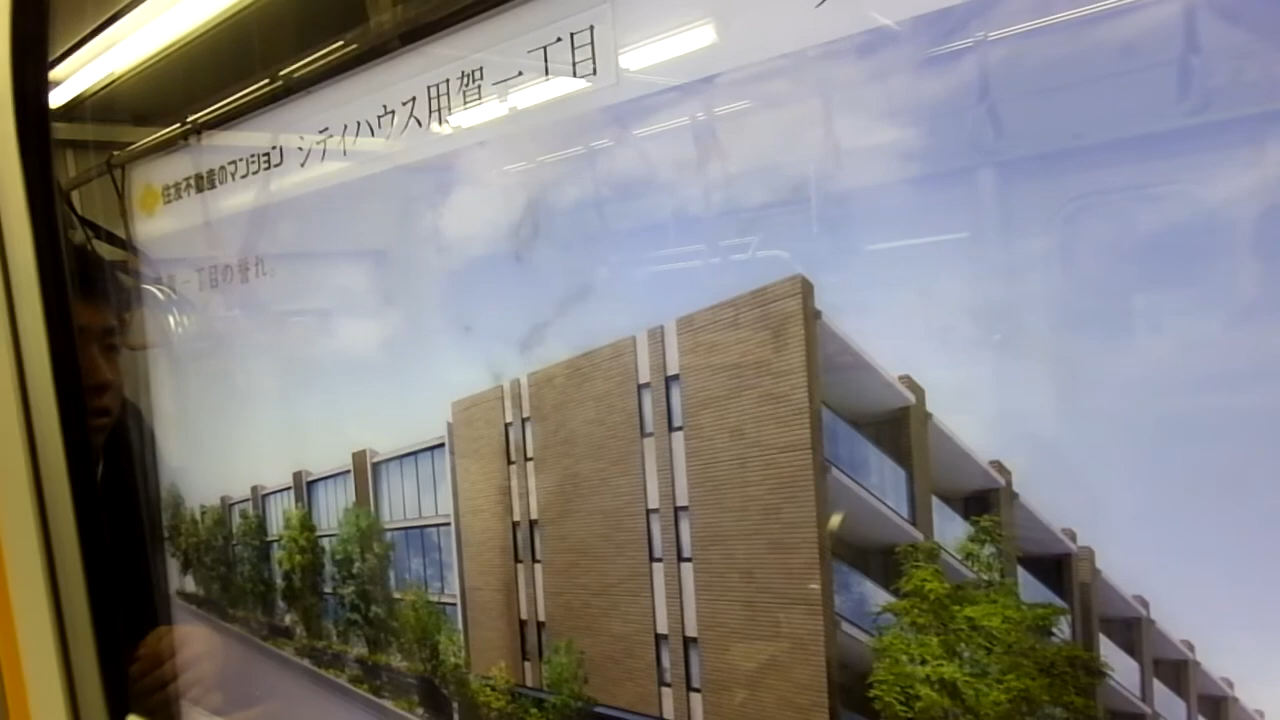 住友不動産のマンション シティハウス用賀一丁目
一丁目の誉れ。